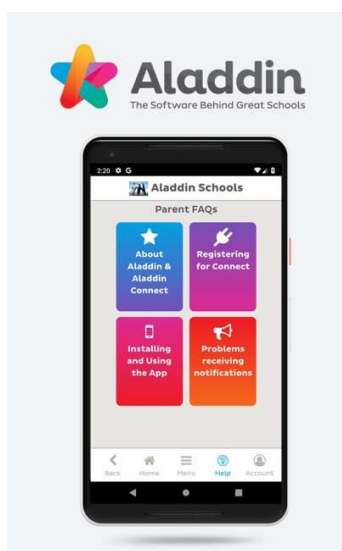 Aladdin
The Software Behind Great Schools
2:20 G
Aladdin Schools
Parent FAQs
About
Aladdin &
Aladdin
Connect
Registering
for Connect
Installing
and Using
the App
Problems
receiving
notifications
Back Home Menu Help Account